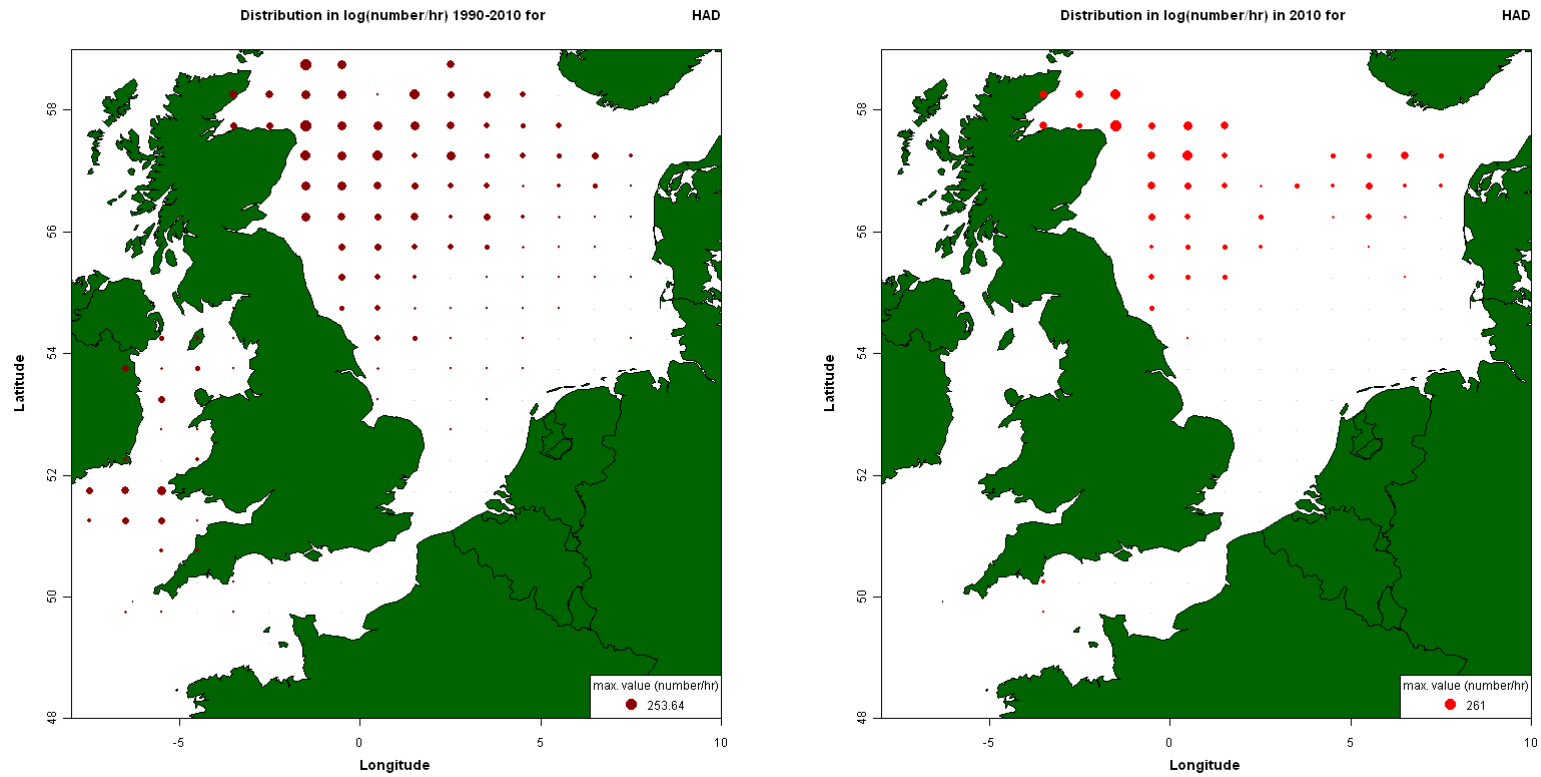 Distribution in log(number/hr) 1990-2010 for HAD
58
56
54
52
50
48
Latitude
-5 0 5 10
Longitude
max. value (number/hr)
253.64
Distribution in log(number/hr) in 2010 for HAD
58
56
54
52
50
48
Latitude
-5 0 5 10
Longitude
max. value (number/hr)
261